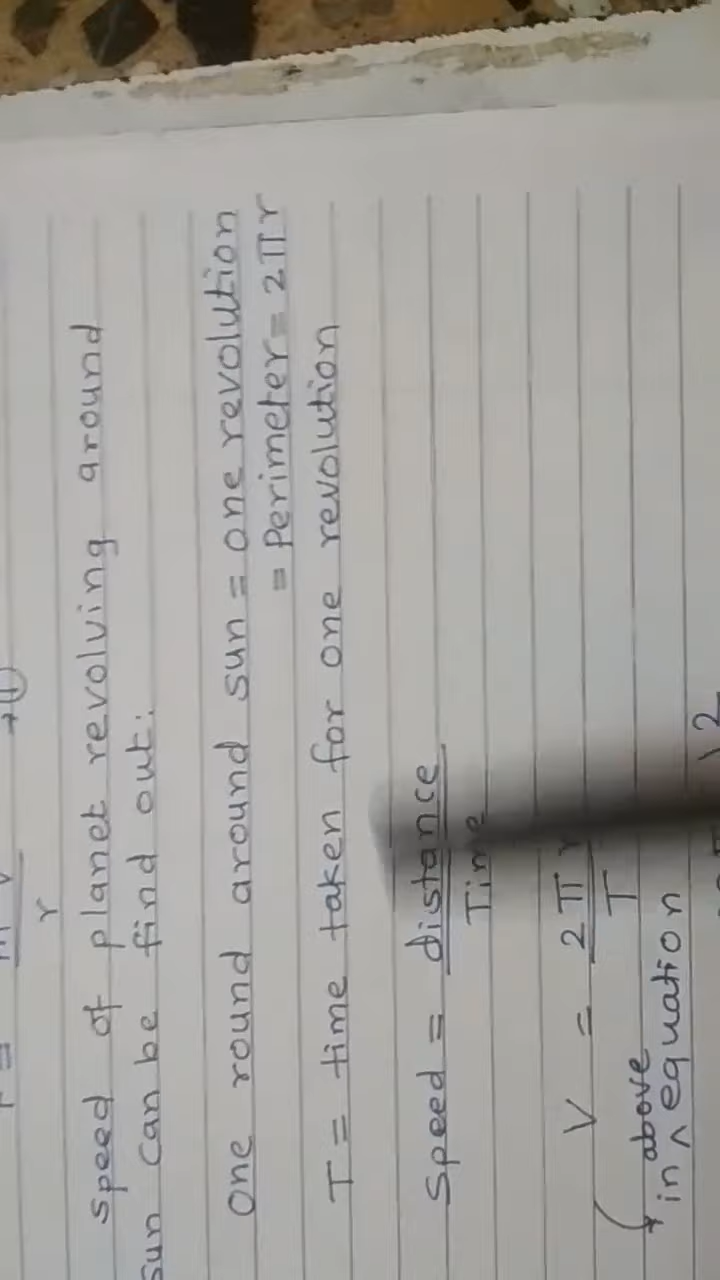 r
speed of planet revolving around
sun can be find out.
One round around sun = one revolution
= Perimeter = 2πr
T = time taken for one revolution
Speed = distance
Time
V = 2πr
T
in ^ above equation